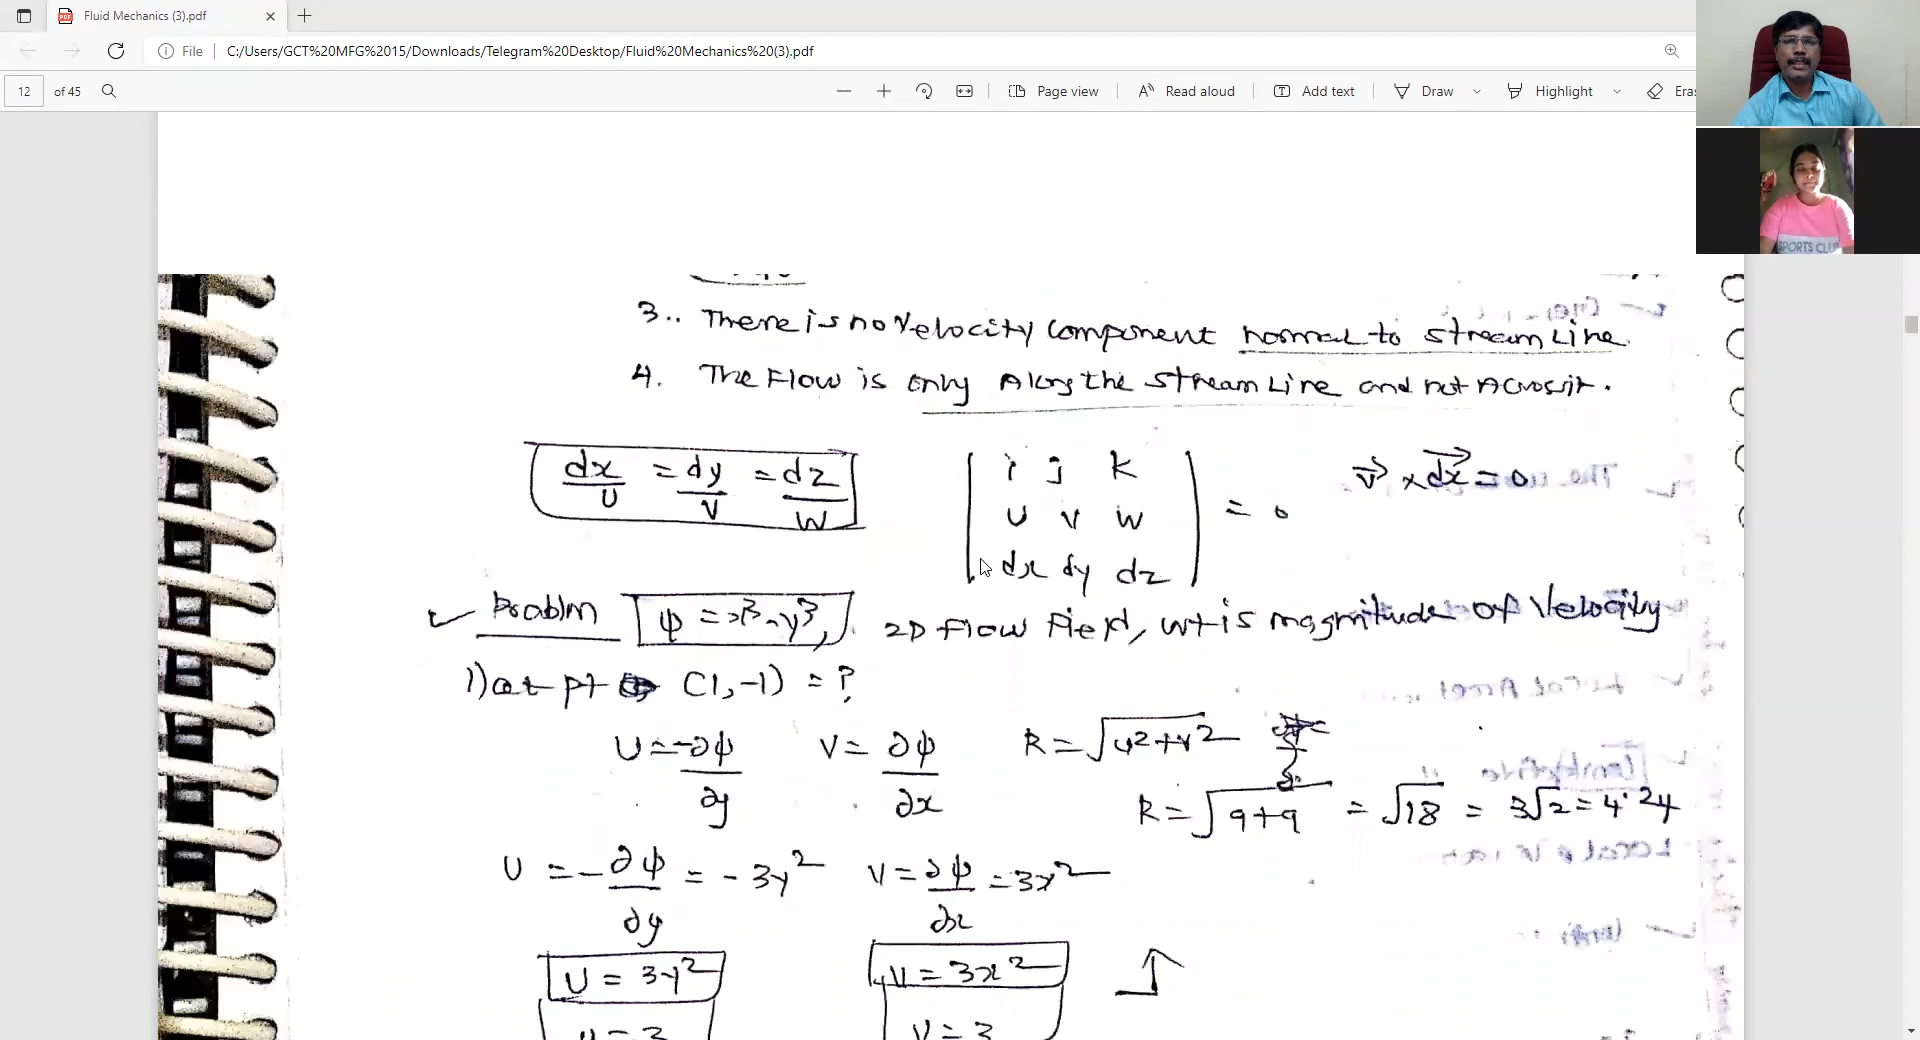 Fluid Mechanics (3).pdf
File
C:/Users/GCT%20MFG%2015/Downloads/Telegram%20Desktop/Fluid%20Mechanics%20(3).pdf
12 of 45
Page view
Read aloud
Add text
Draw
Highlight
Eras
SPORTS CLU
3.. There is no velocity component normal to stream line.
4. The Flow is only Along the stream Line and not Across it.
dx/U = dy/V = dz/W
| i j k |
| U V W | = 0
| dx dy dz |
V⃗ × dx⃗ = 0
Problm ψ = x³ - y³, 2D flow Field, wt is magnitude of Velocity
1) at pt (1, -1) = ?
U = -∂ψ/∂y V = ∂ψ/∂x R = √u²+v²
R = √9+9 = √18 = 3√2 = 4.24
U = -∂ψ/∂y = -3y² V = ∂ψ/∂x = 3x²
U = 3y² V = 3x²
u = 3 V = 3